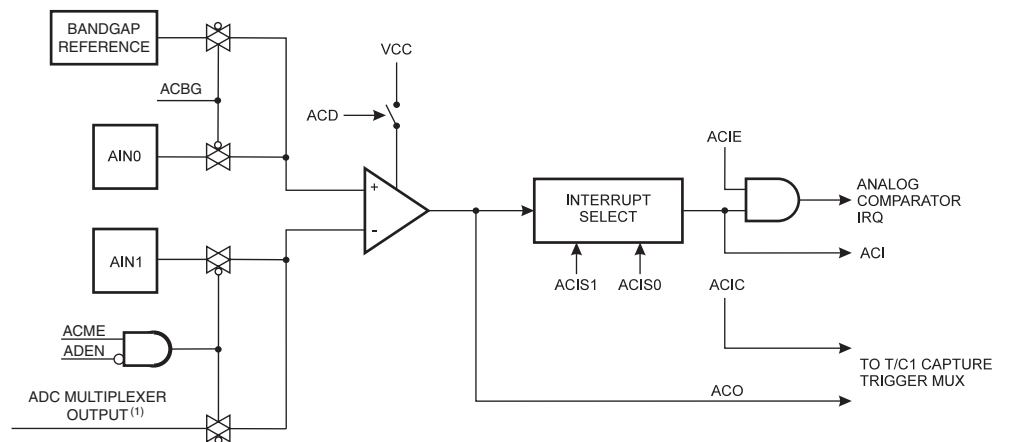 BANDGAP
REFERENCE
VCC
ACBG
ACD
AIN0
ACIE
+
INTERRUPT
SELECT
ANALOG
COMPARATOR
IRQ
-
AIN1
ACI
ACIS1 ACIS0
ACIC
ACME
ADEN
TO T/C1 CAPTURE
TRIGGER MUX
ADC MULTIPLEXER
OUTPUT (1)
ACO